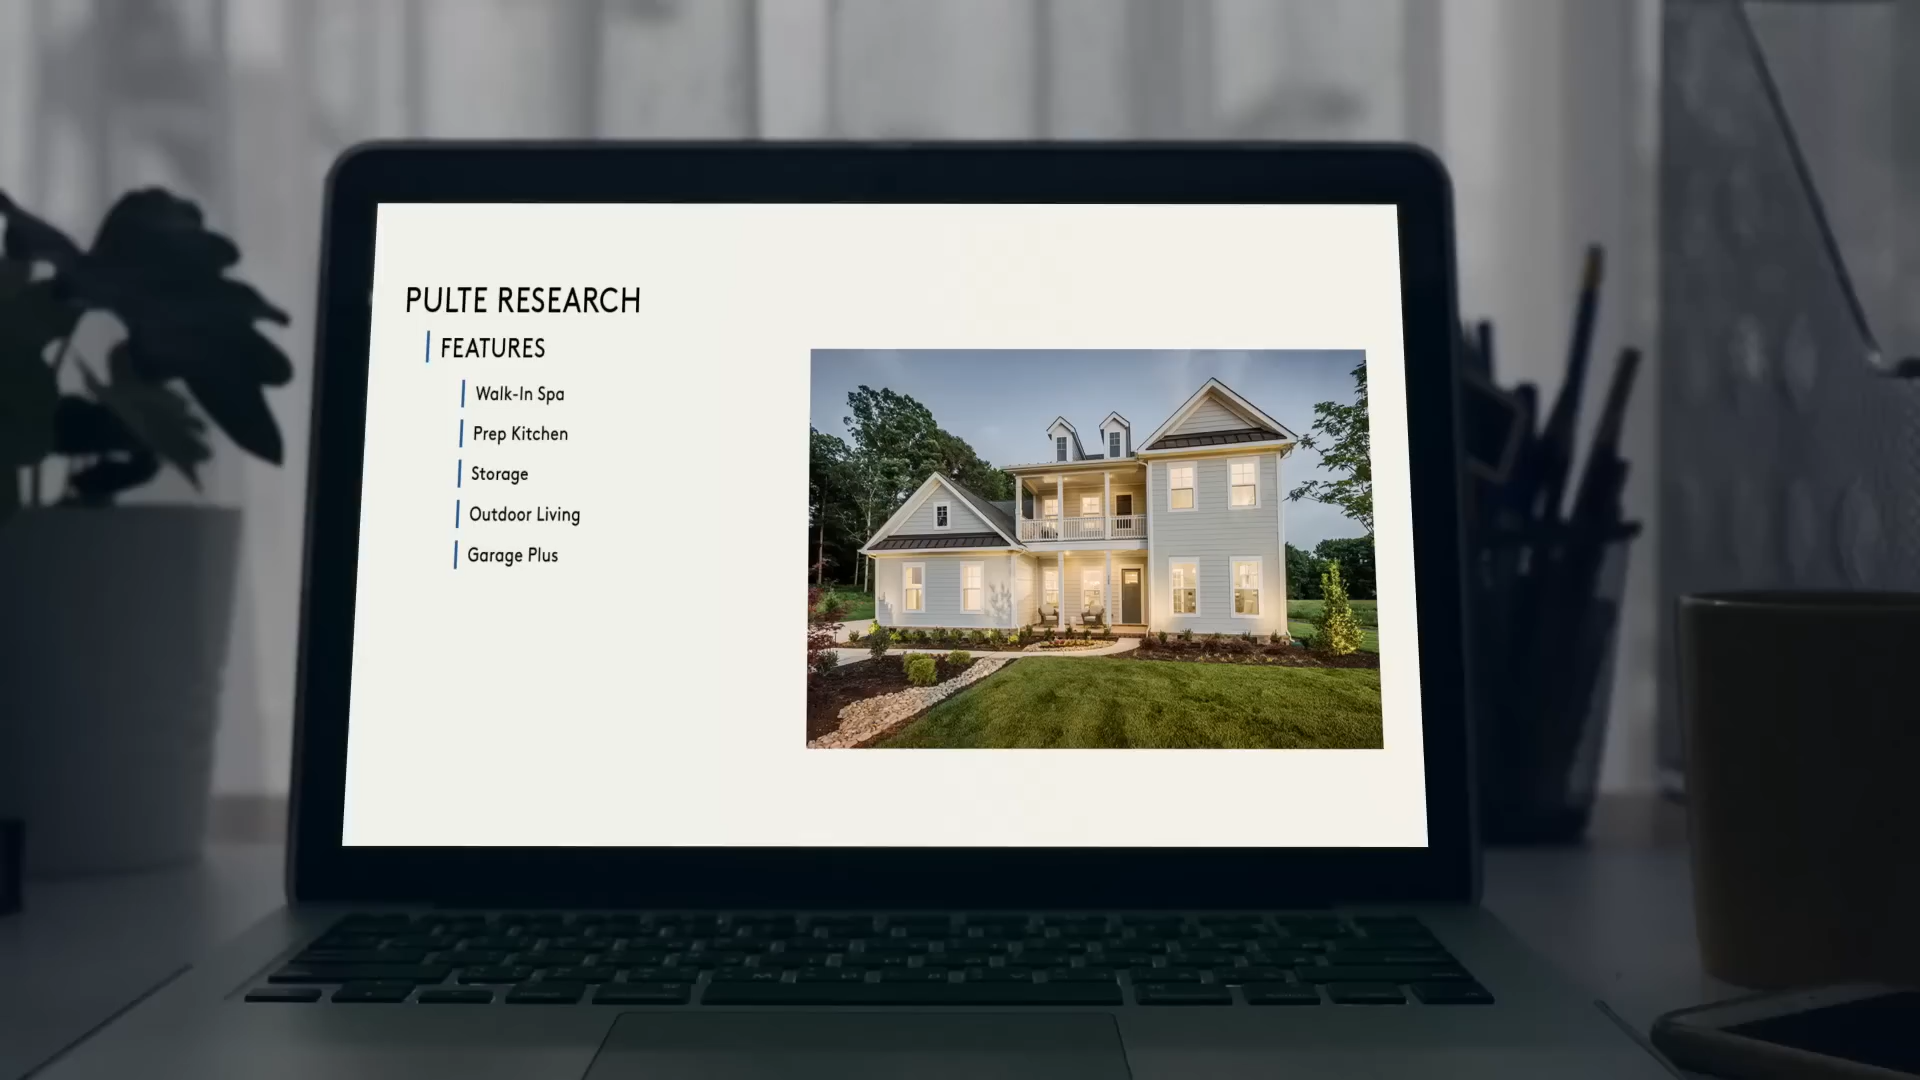 PULTE RESEARCH
FEATURES
Walk-In Spa
Prep Kitchen
Storage
Outdoor Living
Garage Plus